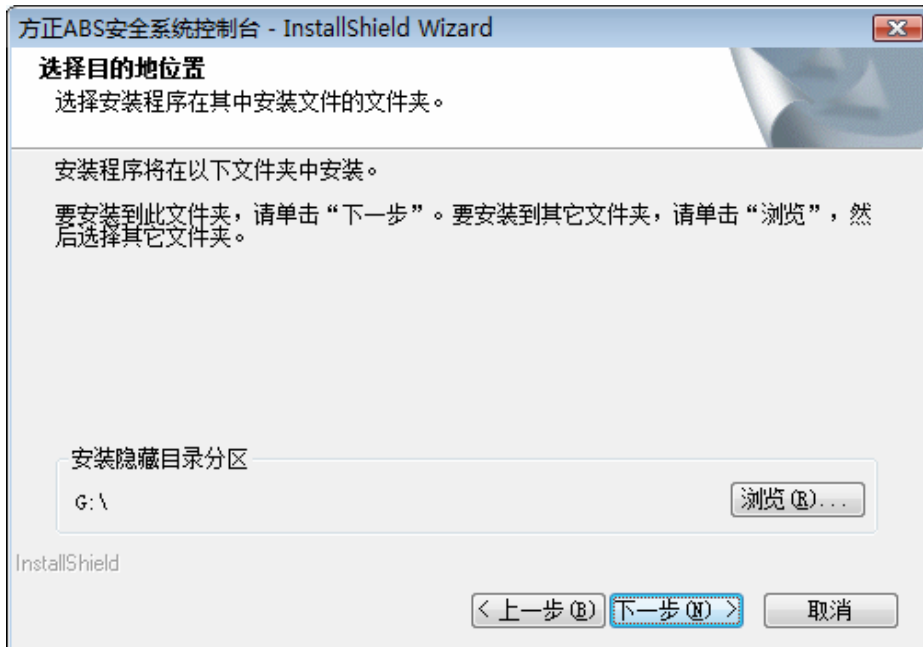 方正ABS安全系统控制台 - InstallShield Wizard
选择目的地位置
选择安装程序在其中安装文件的文件夹。
安装程序将在以下文件夹中安装。
要安装到此文件夹，请单击“下一步”。要安装到其它文件夹，请单击“浏览”，然
后选择其它文件夹。
安装隐藏目录分区
G:\
浏览(R)...
InstallShield
< 上一步(B)
下一步(N) >
取消